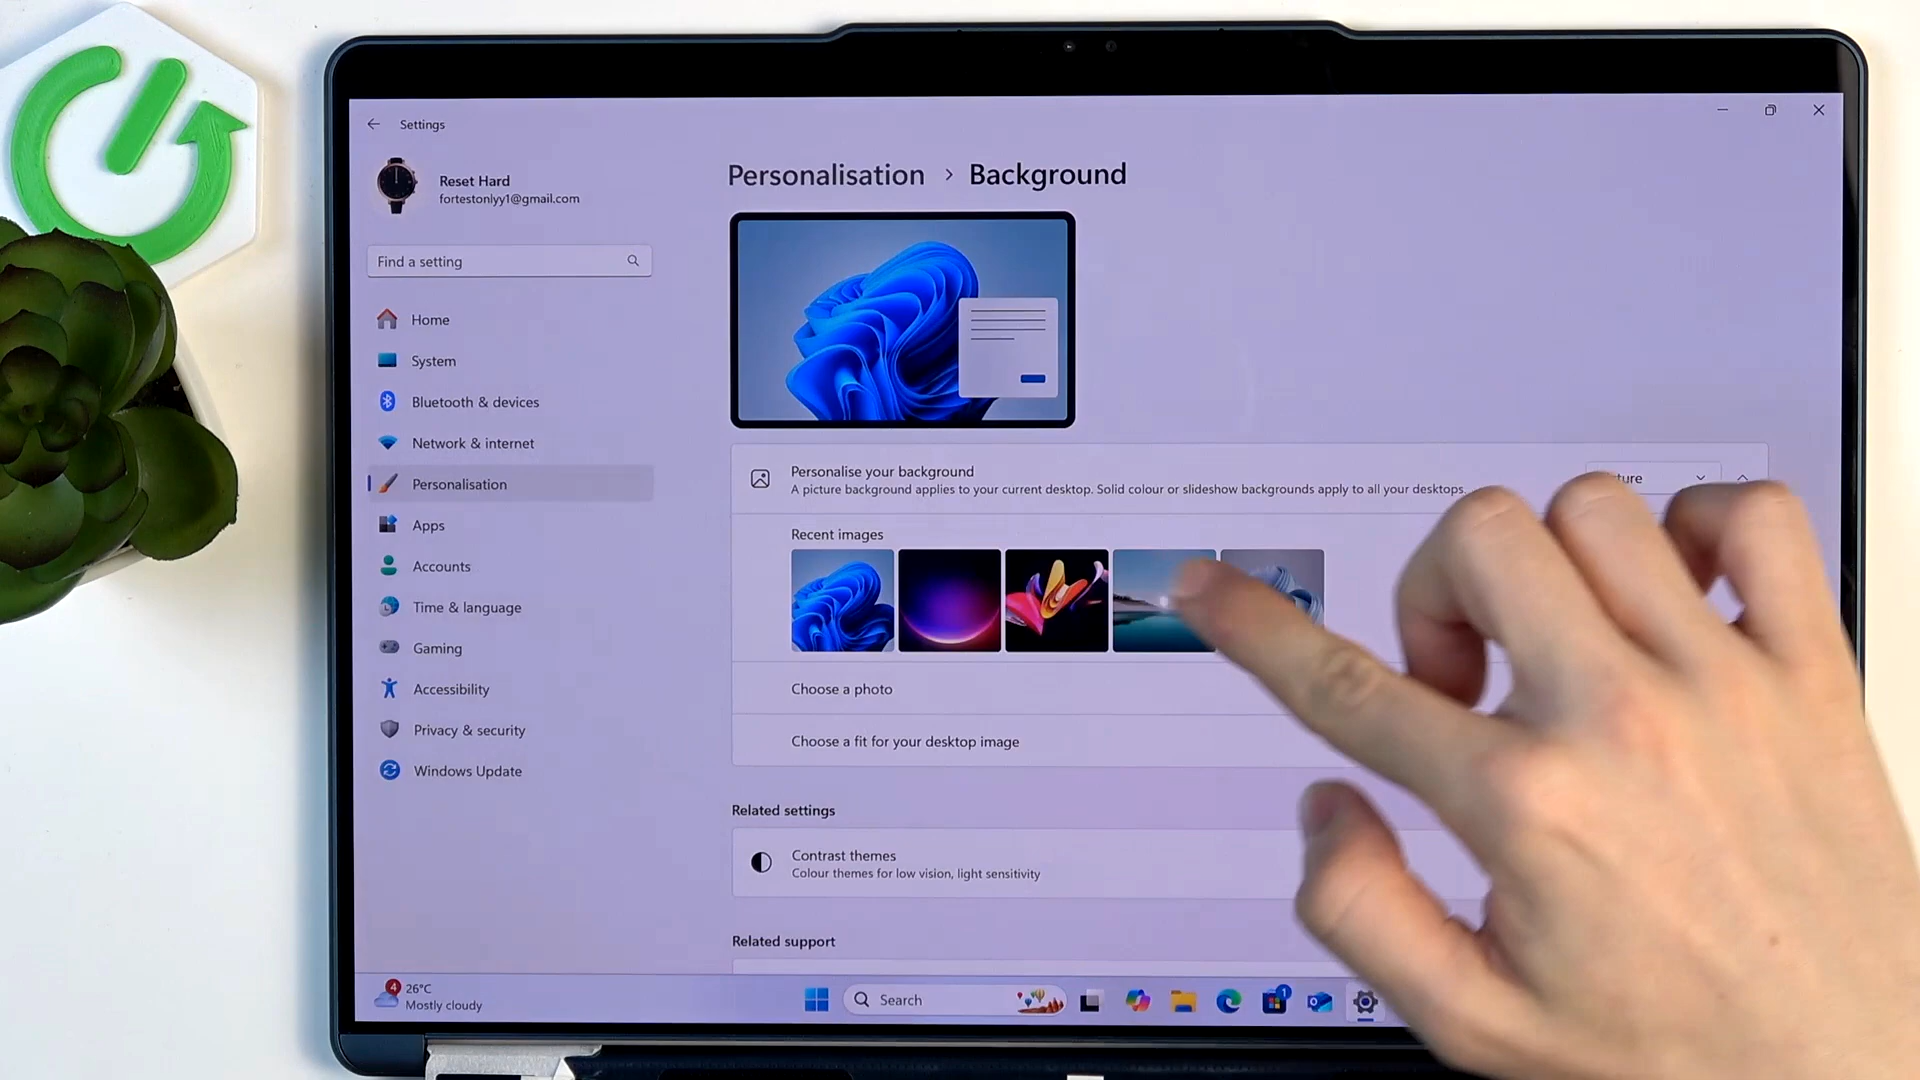 Settings
Reset Hard
fortestonlyy1@gmail.com
Find a setting
Home
System
Bluetooth & devices
Network & internet
Personalisation
Apps
Accounts
Time & language
Gaming
Accessibility
Privacy & security
Windows Update
Personalisation > Background
Personalise your background
A picture background applies to your current desktop. Solid colour or slideshow backgrounds apply to all your desktops.
ture
Recent images
Choose a photo
Choose a fit for your desktop image
Related settings
Contrast themes
Colour themes for low vision, light sensitivity
Related support
4
26°C
Mostly cloudy
Search
1